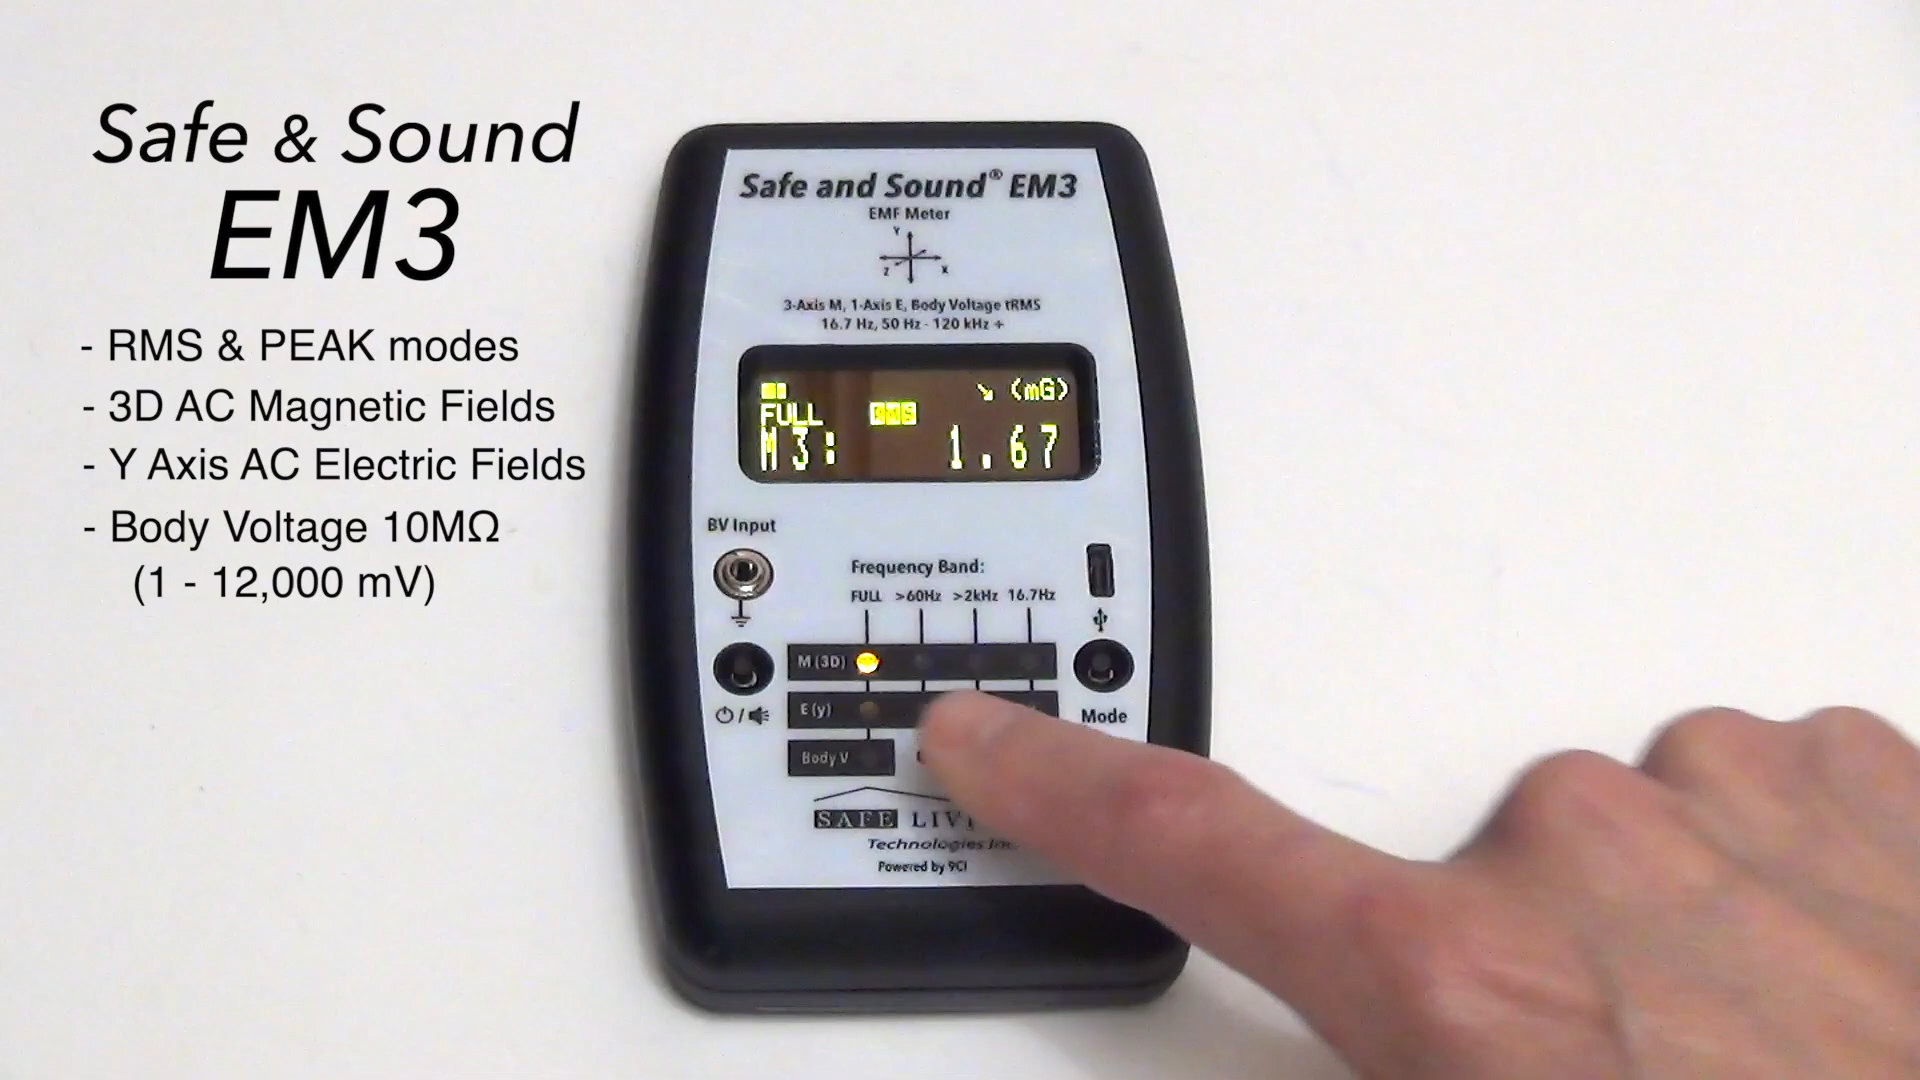 Safe & Sound
EM3
- RMS & PEAK modes
- 3D AC Magnetic Fields
- Y Axis AC Electric Fields
- Body Voltage 10MΩ
(1 - 12,000 mV)
Safe and Sound® EM3
EMF Meter
Y
Z X
3-Axis M, 1-Axis E, Body Voltage tRMS
16.7 Hz, 50 Hz - 120 kHz +
(mG)
FULL RMS
M3: 1.67
BV Input
Frequency Band:
FULL >60Hz >2kHz 16.7Hz
M (3D)
E (y)
Mode
Body V
SAFE
Technologies
Powered by 9CI